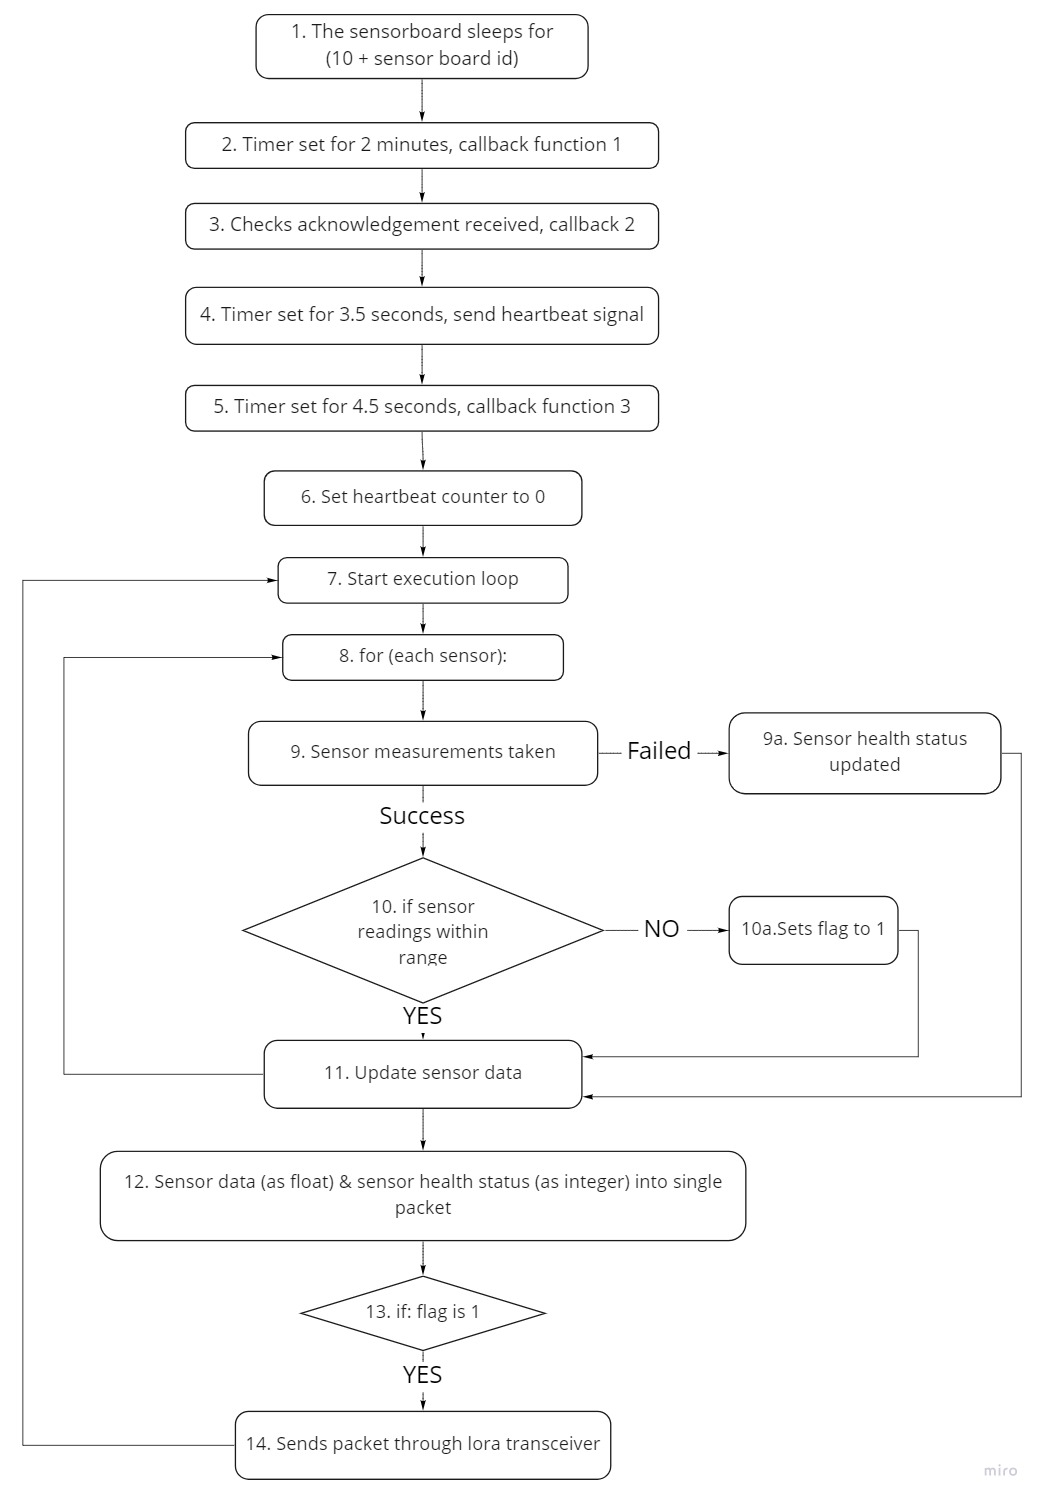 1. The sensorboard sleeps for
(10 + sensor board id)
2. Timer set for 2 minutes, callback function 1
3. Checks acknowledgement received, callback 2
4. Timer set for 3.5 seconds, send heartbeat signal
5. Timer set for 4.5 seconds, callback function 3
6. Set heartbeat counter to 0
7. Start execution loop
8. for (each sensor):
9. Sensor measurements taken
Failed
9a. Sensor health status
updated
Success
10. if sensor
readings within
range
NO
10a.Sets flag to 1
YES
11. Update sensor data
12. Sensor data (as float) & sensor health status (as integer) into single
packet
13. if: flag is 1
YES
14. Sends packet through lora transceiver
miro